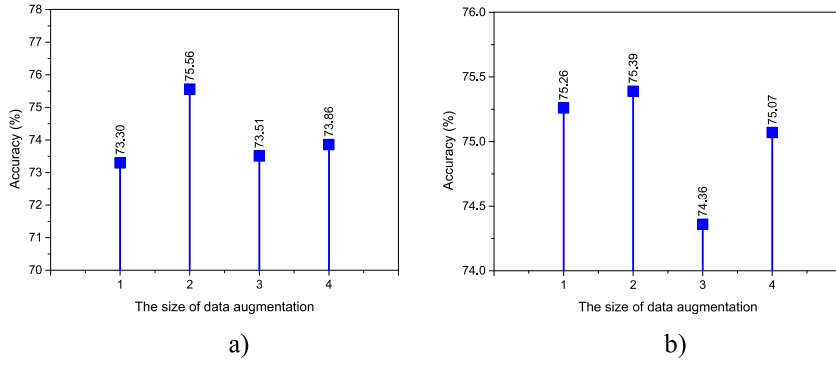 78
77
76
75
74
73
72
71
70
Accuracy (%)
73.30
75.56
73.51
73.86
1 2 3 4
The size of data augmentation
a)
76.0
75.5
75.0
74.5
74.0
Accuracy (%)
75.26
75.39
74.36
75.07
1 2 3 4
The size of data augmentation
b)